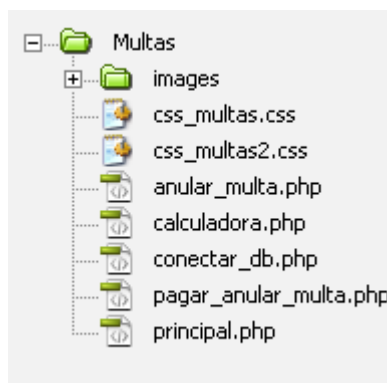 Multas
images
css_multas.css
css_multas2.css
anular_multa.php
calculadora.php
conectar_db.php
pagar_anular_multa.php
principal.php